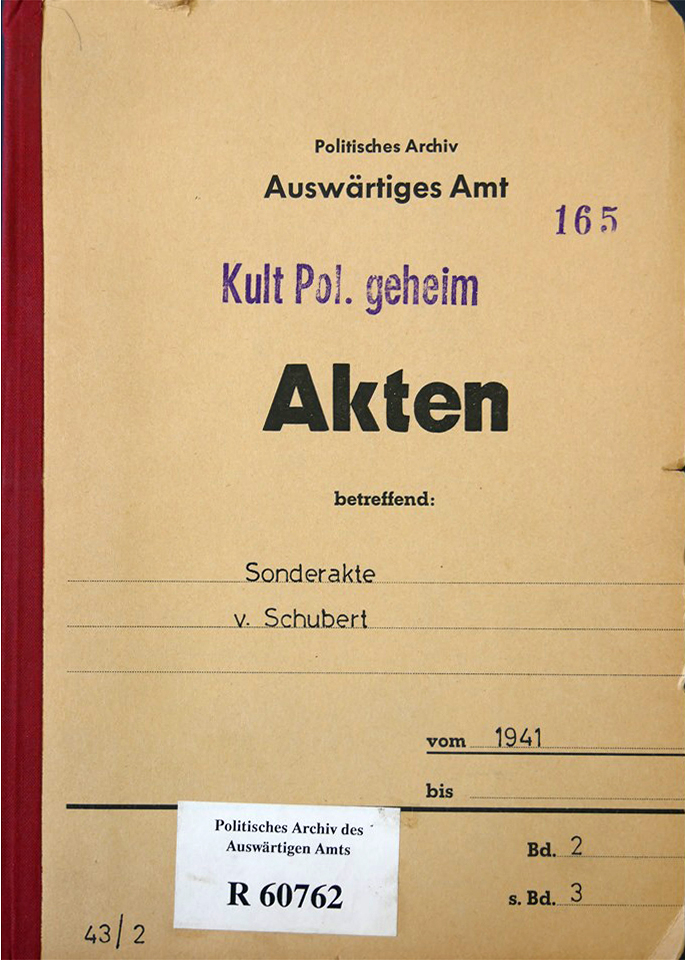 Politisches Archiv
Auswärtiges Amt
165
Kult Pol. geheim
Akten
betreffend:
Sonderakte
v. Schubert
vom 1941
bis
Bd. 2
s. Bd. 3
Politisches Archiv des
Auswärtigen Amts
R 60762
43/2